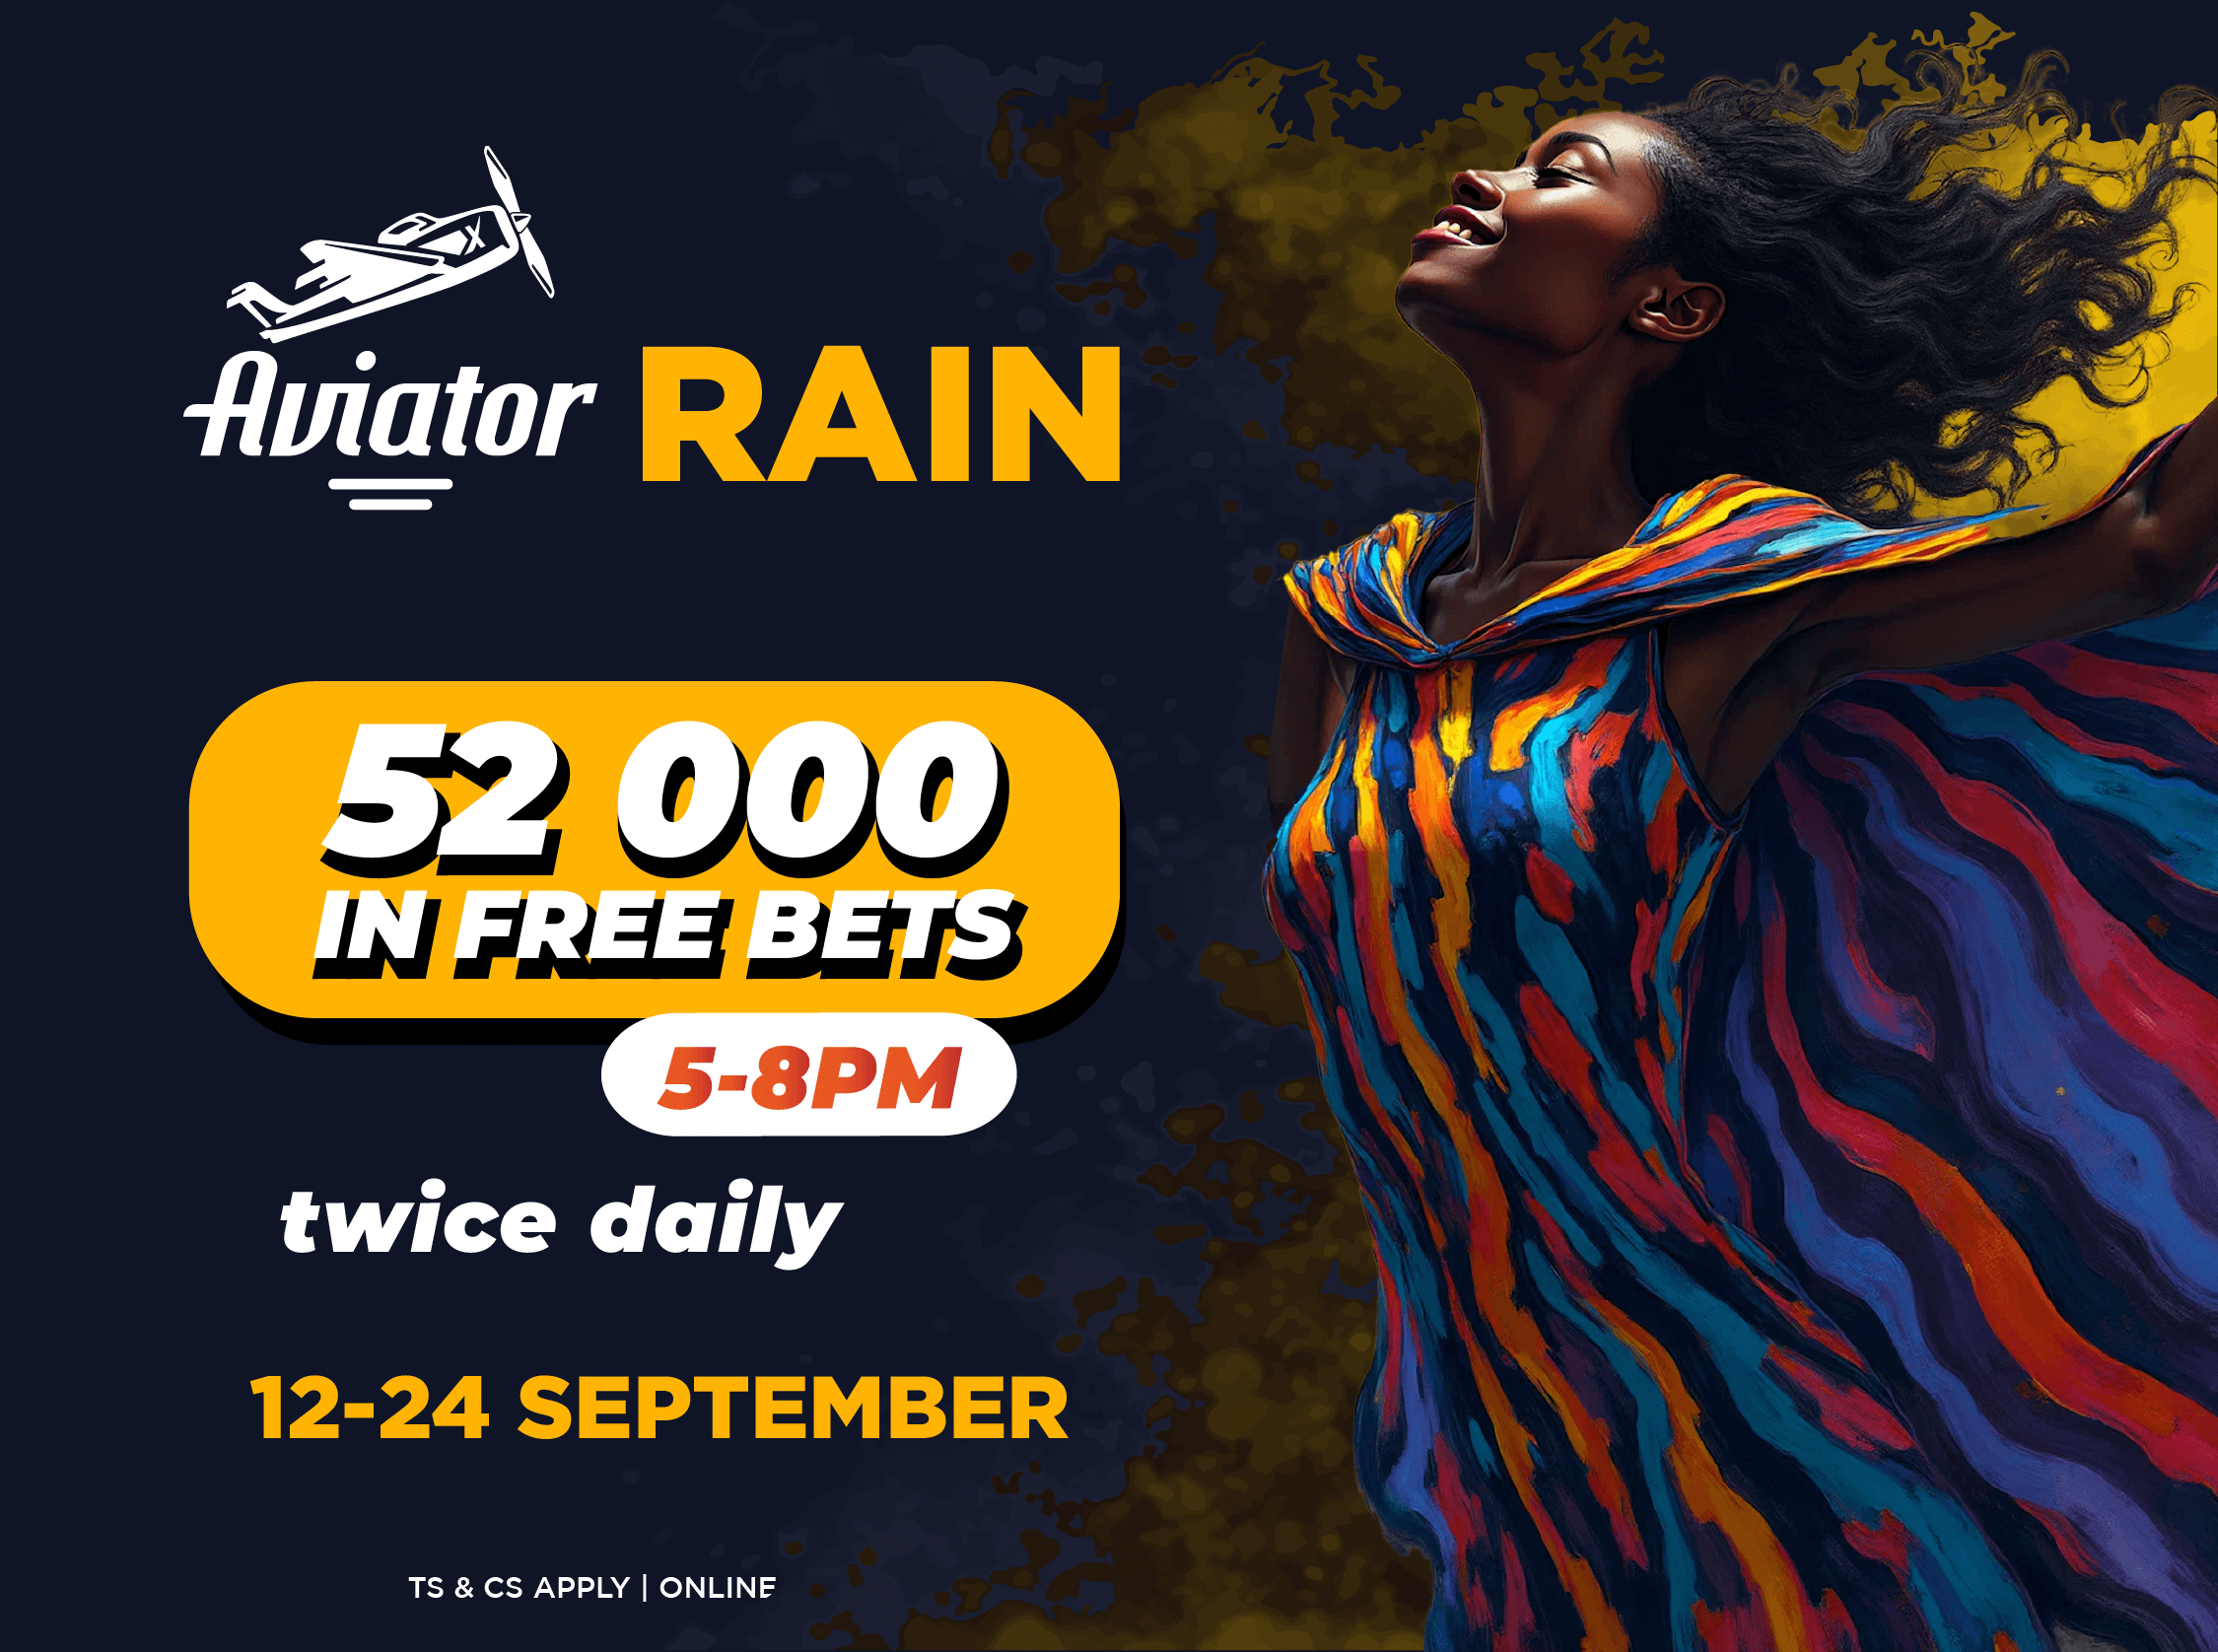 Aviator RAIN
52 000
IN FREE BETS
5-8PM
twice daily
12-24 SEPTEMBER
TS & CS APPLY | ONLINE